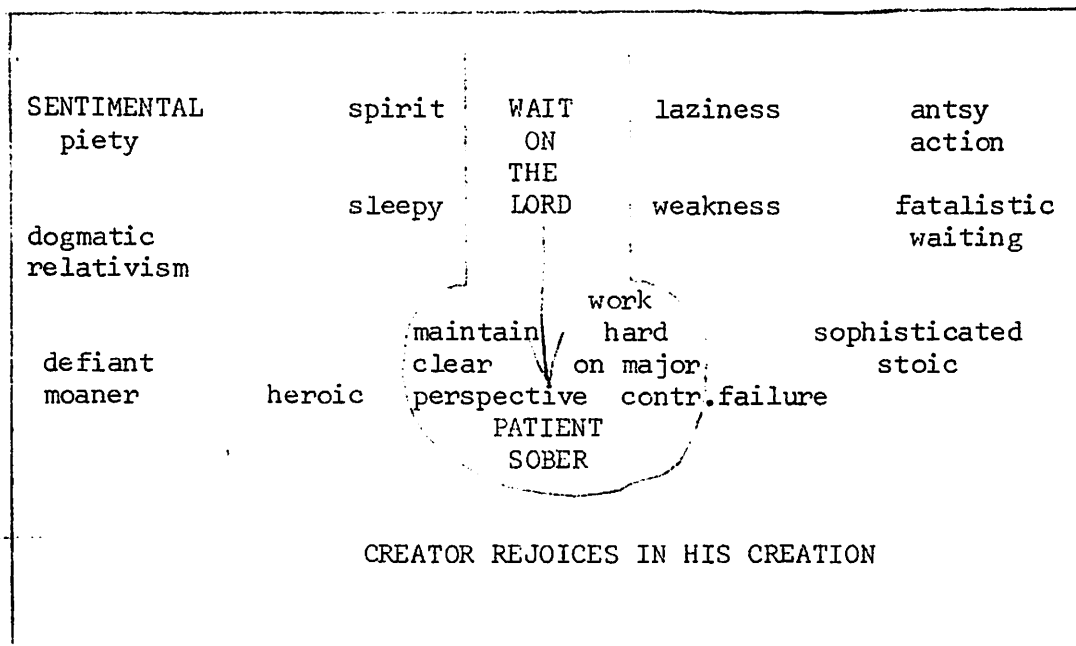 SENTIMENTAL spirit WAIT laziness antsy
piety ON action
THE
sleepy LORD weakness fatalistic
dogmatic waiting
relativism
work
maintain hard sophisticated
defiant clear on major stoic
moaner heroic perspective contr. failure
PATIENT
SOBER
CREATOR REJOICES IN HIS CREATION